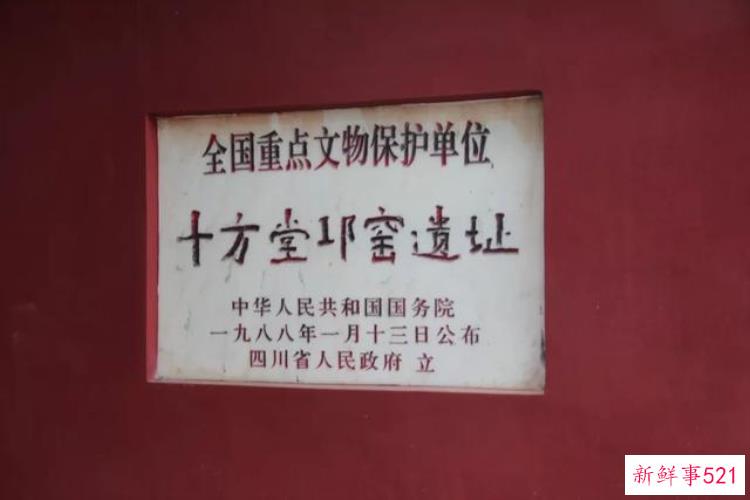 全国重点文物保护单位
十方堂邛窑遗址
中华人民共和国国务院
一九八八年一月十三日公布
四川省人民政府 立
新鲜事521